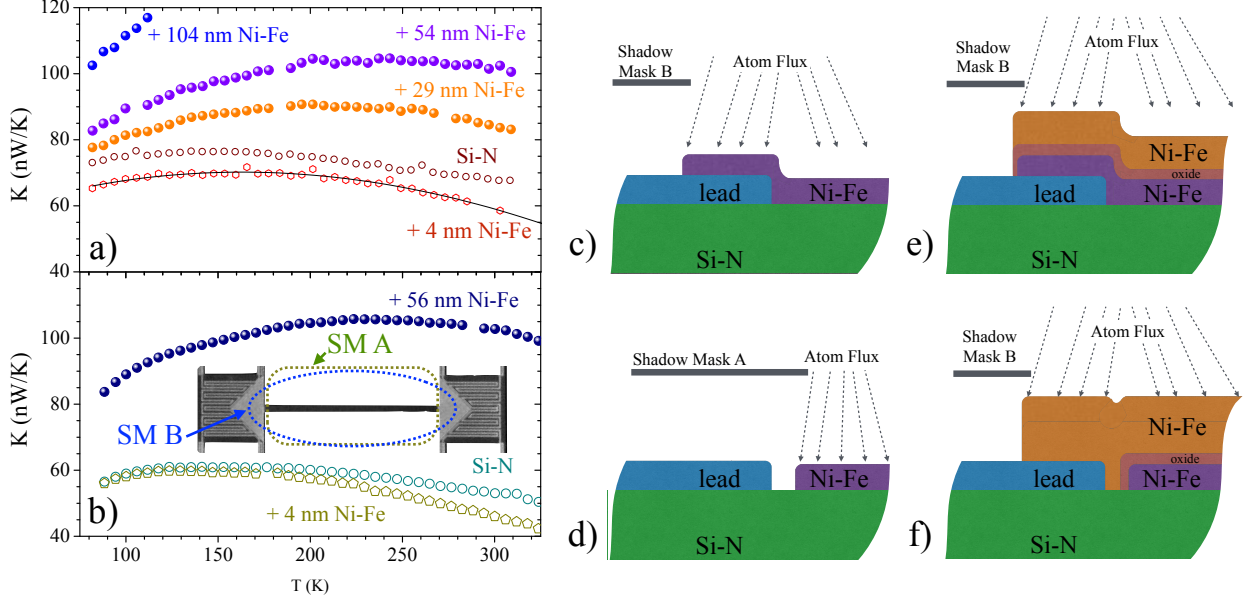 120
100
80
60
40
K (nW/K)
+ 104 nm Ni-Fe
+ 54 nm Ni-Fe
+ 29 nm Ni-Fe
Si-N
+ 4 nm Ni-Fe
a)
120
100
80
60
40
K (nW/K)
+ 56 nm Ni-Fe
SM A
SM B
Si-N
+ 4 nm Ni-Fe
b)
100
150
200
250
300
T (K)
Shadow
Mask B
Atom Flux
lead
Ni-Fe
Si-N
c)
Shadow Mask A
Atom Flux
lead
Ni-Fe
Si-N
d)
Shadow
Mask B
Atom Flux
Ni-Fe
oxide
lead
Ni-Fe
Si-N
e)
Shadow
Mask B
Atom Flux
Ni-Fe
oxide
lead
Ni-Fe
Si-N
f)